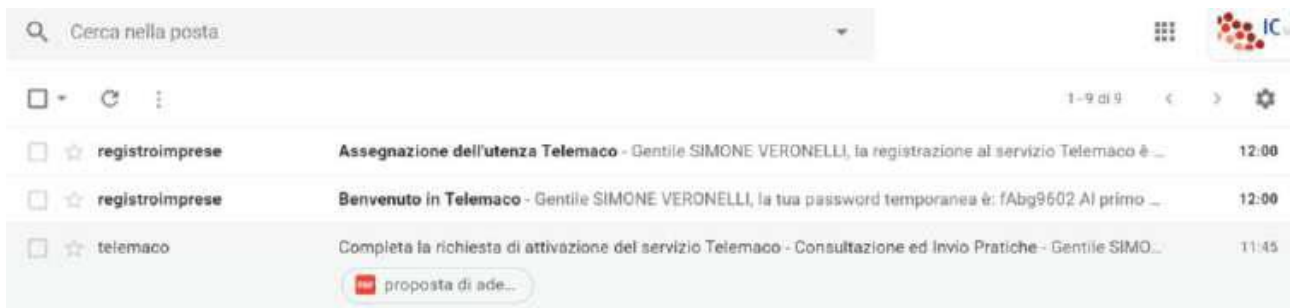 Cerca nella posta
IC
1-9 di 9
registroimprese Assegnazione dell'utenza Telemaco - Gentile SIMONE VERONELLI, la registrazione al servizio Telemaco è ... 12:00
registroimprese Benvenuto in Telemaco - Gentile SIMONE VERONELLI, la tua password temporanea è: fAbg9602 Al primo ... 12:00
telemaco Completa la richiesta di attivazione del servizio Telemaco - Consultazione ed Invio Pratiche - Gentile SIMO... 11:45
PDF proposta di ade...